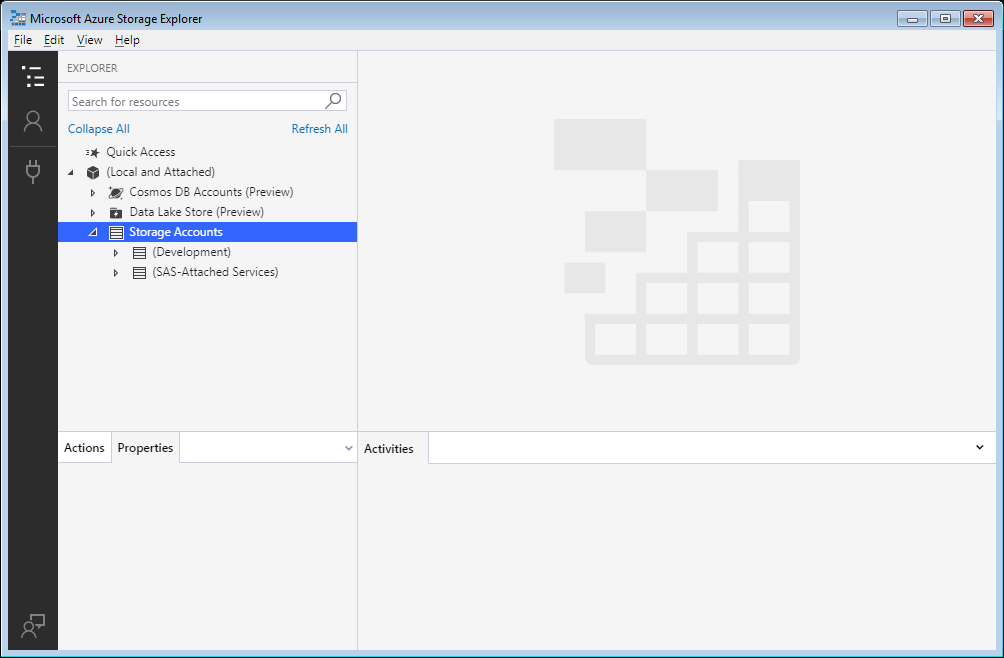 Microsoft Azure Storage Explorer
File Edit View Help
EXPLORER
Search for resources
Collapse All Refresh All
Quick Access
(Local and Attached)
Cosmos DB Accounts (Preview)
Data Lake Store (Preview)
Storage Accounts
(Development)
(SAS-Attached Services)
Actions Properties
Activities